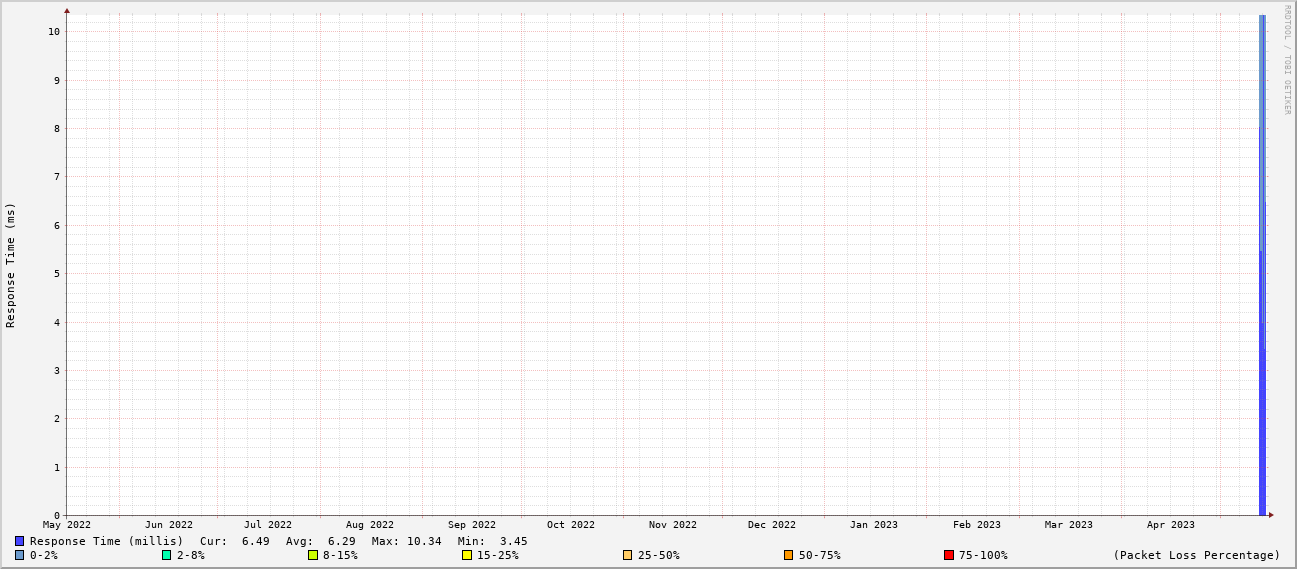 RRDTOOL / TOBI OETIKER
Response Time (ms)
10
9
8
7
6
5
4
3
2
1
0
May 2022 Jun 2022 Jul 2022 Aug 2022 Sep 2022 Oct 2022 Nov 2022 Dec 2022 Jan 2023 Feb 2023 Mar 2023 Apr 2023
Response Time (millis) Cur: 6.49 Avg: 6.29 Max: 10.34 Min: 3.45
0-2% 2-8% 8-15% 15-25% 25-50% 50-75% 75-100% (Packet Loss Percentage)